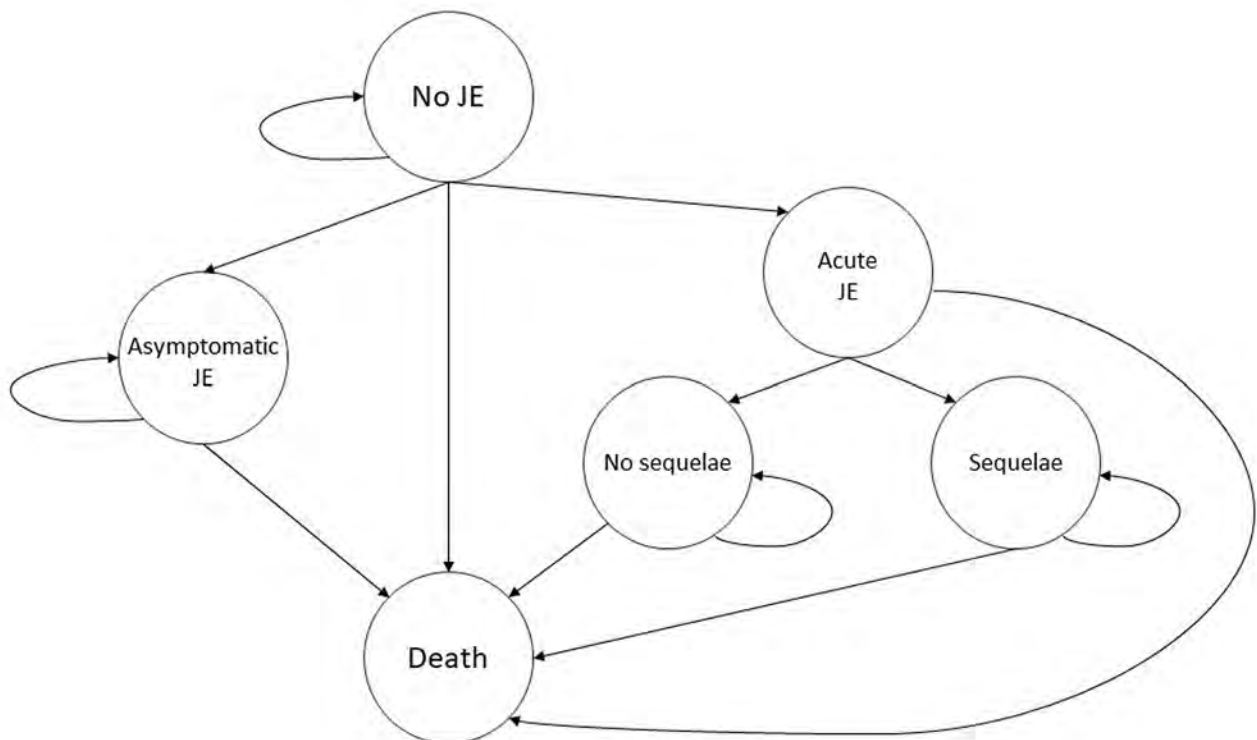 No JE
Acute
JE
Asymptomatic
JE
No sequelae
Sequelae
Death